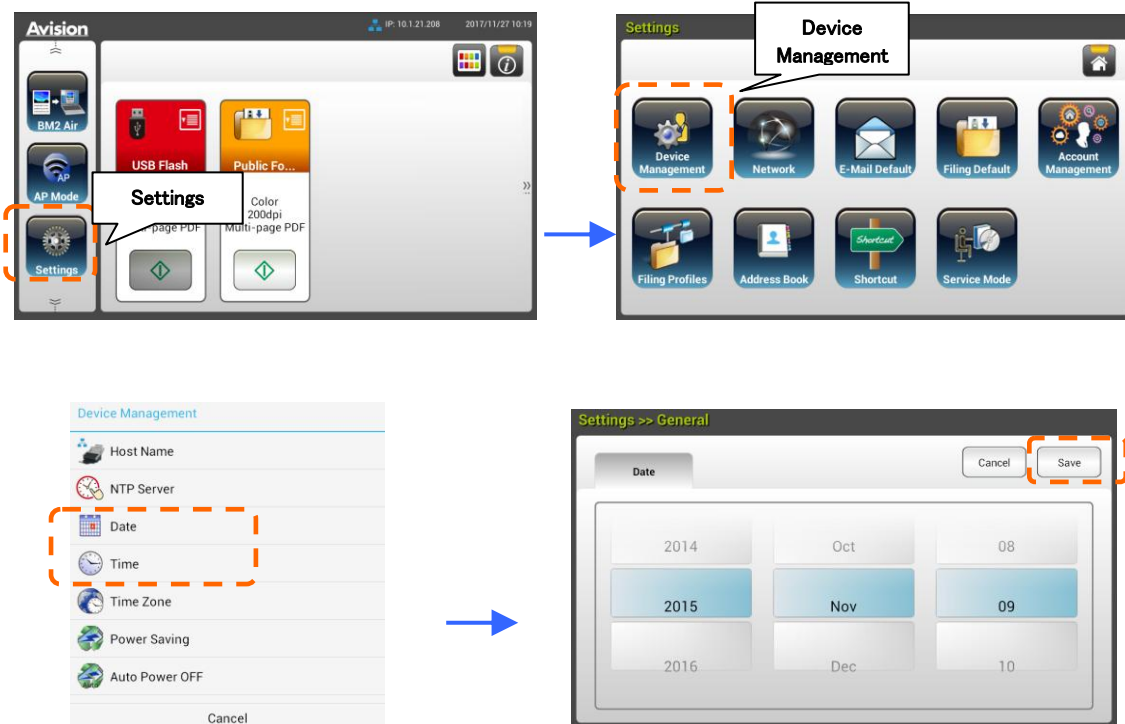 Avision
IP: 10.1.21.208
2017/11/27 10:19
BM2 Air
AP
AP Mode
Settings
USB Flash
Public Fo...
Settings
Color
200dpi
page PDF
Multi-page PDF
Settings
Device
Management
Device
Management
Network
E-Mail Default
Filing Default
Account
Management
Filing Profiles
Address Book
Shortcut
Shortcut
Service Mode
Device Management
Host Name
NTP Server
Date
Time
Time Zone
Power Saving
Auto Power OFF
Cancel
Settings >> General
Date
Cancel
Save
2014 Oct 08
2015 Nov 09
2016 Dec 10